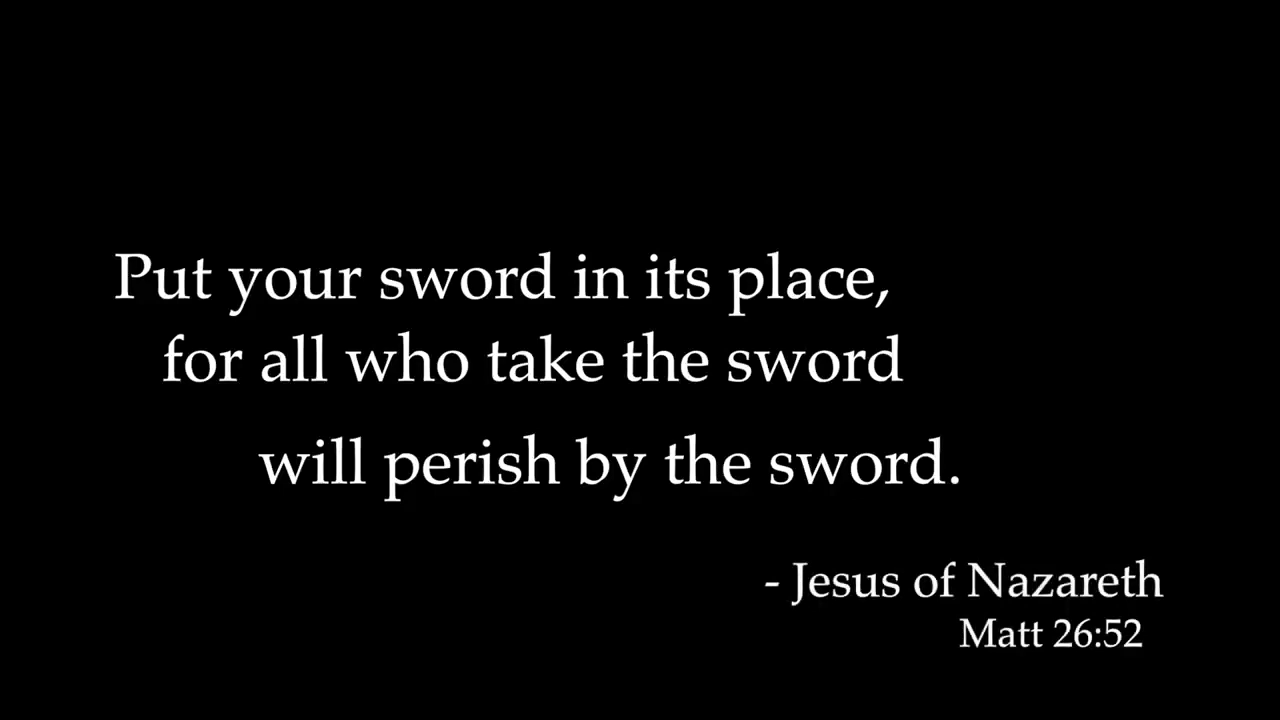 Put your sword in its place,
for all who take the sword
will perish by the sword.
- Jesus of Nazareth
Matt 26:52